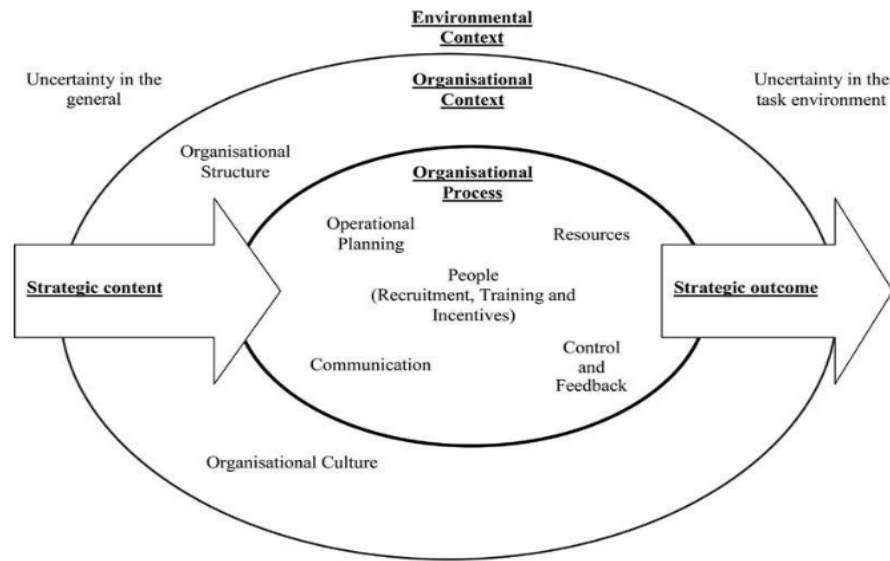 Environmental
Context
Uncertainty in the
general
Organisational
Context
Uncertainty in the
task environment
Organisational
Structure
Organisational
Process
Operational
Planning
Resources
Strategic content
People
(Recruitment, Training and
Incentives)
Strategic outcome
Communication
Control
and
Feedback
Organisational Culture